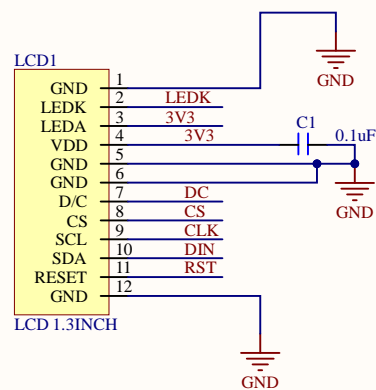 LCD1
GND 1
GND
LEDK 2 LEDK
LEDA 3 3V3
VDD 4 3V3 C1 0.1uF
GND 5
GND 6
D/C 7 DC
GND
CS 8 CS
SCL 9 CLK
SDA 10 DIN
RESET 11 RST
GND 12
LCD 1.3INCH
GND